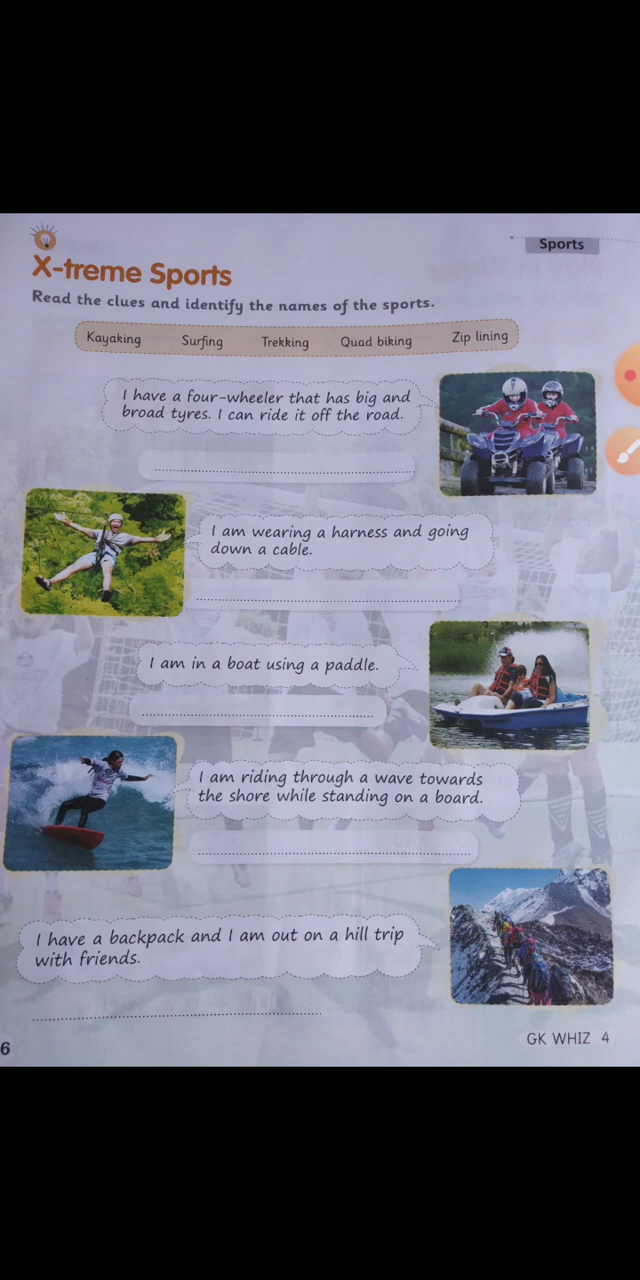 Sports
X-treme Sports
Read the clues and identify the names of the sports.
Kayaking Surfing Trekking Quad biking Zip lining
I have a four-wheeler that has big and
broad tyres. I can ride it off the road.
I am wearing a harness and going
down a cable.
I am in a boat using a paddle.
I am riding through a wave towards
the shore while standing on a board.
I have a backpack and I am out on a hill trip
with friends.
6
GK WHIZ 4